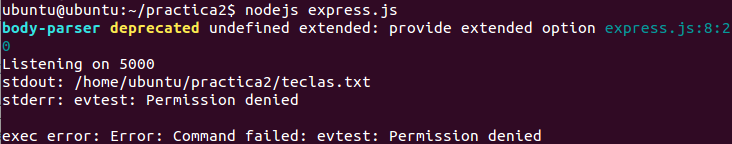 ubuntu@ubuntu:~/practica2$ nodejs express.js
body-parser deprecated undefined extended: provide extended option express.js:8:2
0
Listening on 5000
stdout: /home/ubuntu/practica2/teclas.txt
stderr: evtest: Permission denied
exec error: Error: Command failed: evtest: Permission denied